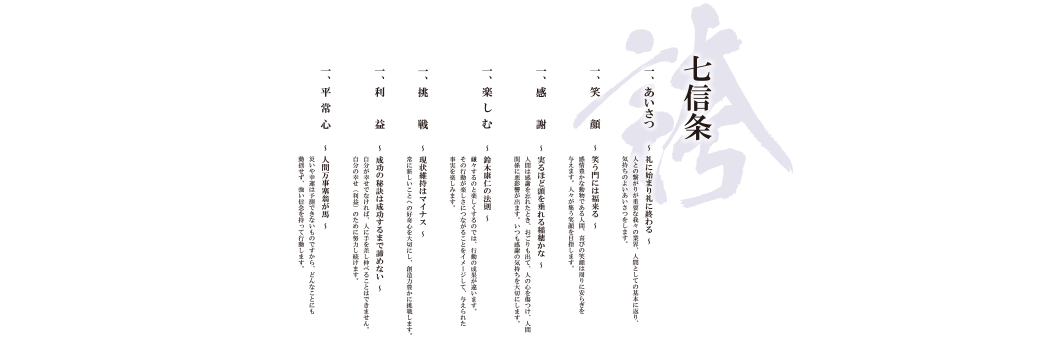 誇
七信条
一、あいさつ
～ 礼に始まり礼に終わる ～
人との繋がりが重要な我々の業界、人間としての基本に返り、
気持ちのよいあいさつをします。
一、笑顔
～ 笑う門には福来る ～
感情豊かな動物である人間、喜びの笑顔は周りに安らぎを
与えます。人々が集う笑顔を目指します。
一、感謝
～ 実るほど頭を垂れる稲穂かな ～
人間は感謝を忘れたとき、おごりも出て、人の心を傷つけ、人間
関係に悪影響が出ます。いつも感謝の気持ちを大切にします。
一、楽しむ
～ 鈴木康仁の法則 ～
嫌々するのと楽しくするのでは、行動の成果が違います。
その行動が楽しさにつながることをイメージして、与えられた
事実を楽しみます。
一、挑戦
～ 現状維持はマイナス ～
常に新しいことへの好奇心を大切にし、創造力豊かに挑戦します。
一、利益
～ 成功の秘訣は成功するまで諦めない ～
自分が幸せでなければ、人に手を差し伸べることはできません。
自分の幸せ（利益）のために努力し続けます。
一、平常心
～ 人間万事塞翁が馬 ～
災いや幸運は予測できないものですから、どんなことにも
動揺せず、強い信念を持って行動します。